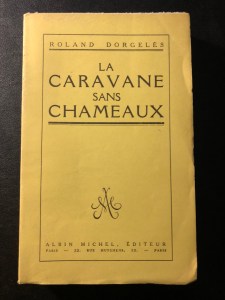 ROLAND DORGELÈS
LA
CARAVANE
SANS
CHAMEAUX
ALBIN MICHEL, ÉDITEUR
PARIS — 22, RUE HUYGHENS, 22 — PARIS